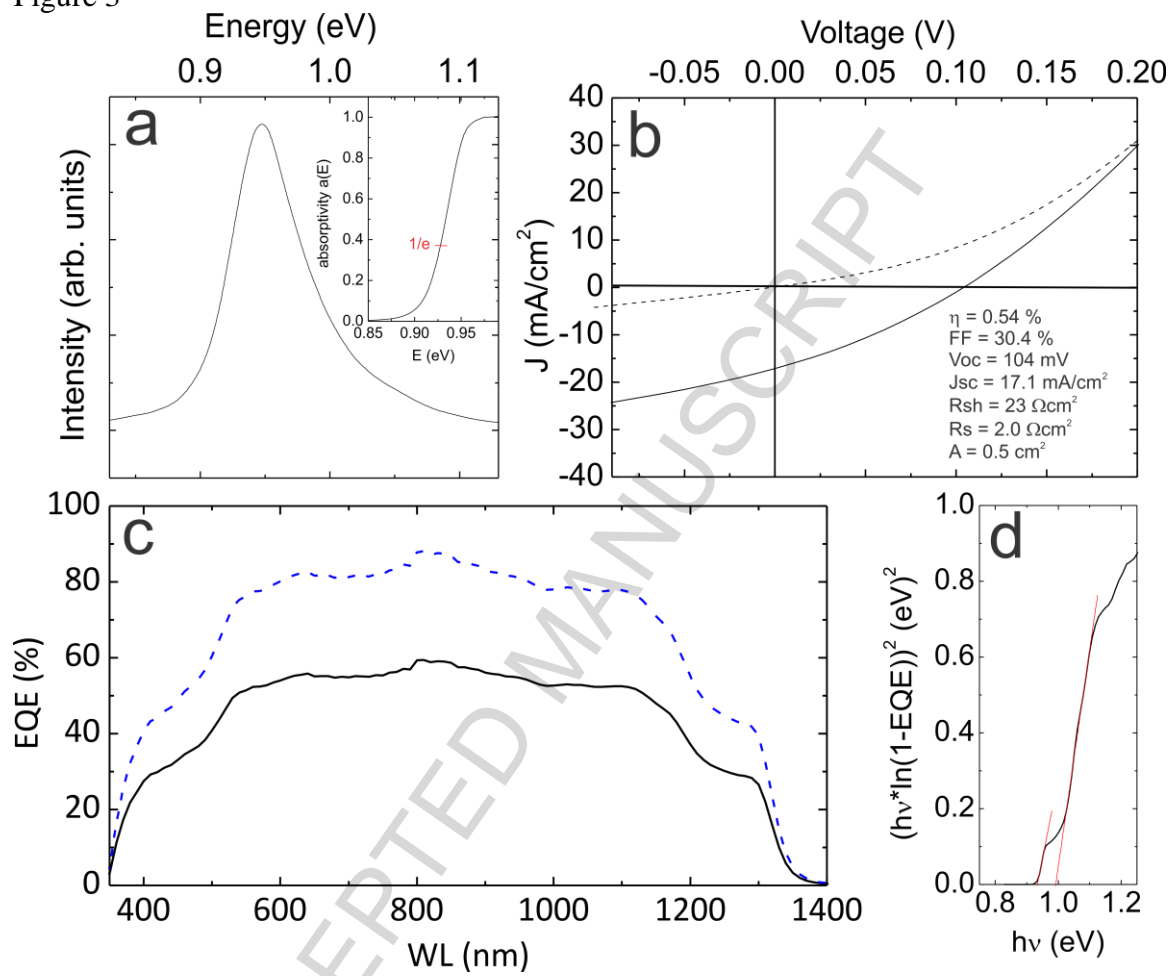 Figure 3
Energy (eV)
0.9 1.0 1.1
Intensity (arb. units)
a
absorptivity a(E)
1.0
0.8
0.6
0.4
0.2
0.0
1/e
0.85 0.90 0.95
E (eV)
Voltage (V)
-0.05 0.00 0.05 0.10 0.15 0.20
J (mA/cm²)
40
30
20
10
0
-10
-20
-30
-40
b
η = 0.54 %
FF = 30.4 %
Voc = 104 mV
Jsc = 17.1 mA/cm²
Rsh = 23 Ωcm²
Rs = 2.0 Ωcm²
A = 0.5 cm²
EQE (%)
100
80
60
40
20
0
c
400 600 800 1000 1200 1400
WL (nm)
(hν*ln(1-EQE))² (eV)²
1.0
0.8
0.6
0.4
0.2
0.0
d
0.8 1.0 1.2
hν (eV)
EPTED MANUSCRIPT